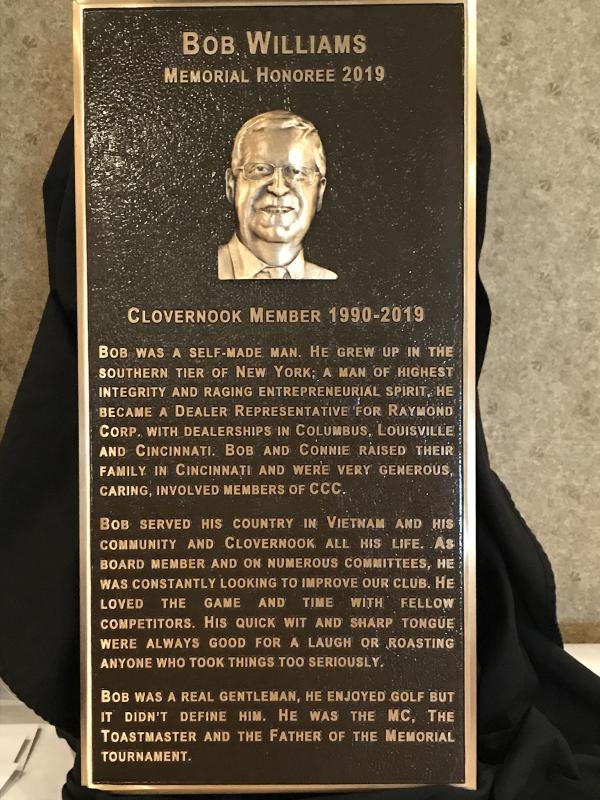 Bob Williams
Memorial Honoree 2019
Clovernook Member 1990-2019
Bob was a self-made man. He grew up in the
southern tier of New York; a man of highest
integrity and raging entrepreneurial spirit, he
became a Dealer Representative for Raymond
Corp. with dealerships in Columbus, Louisville
and Cincinnati. Bob and Connie raised their
family in Cincinnati and were very generous,
caring, involved members of CCC.
Bob served his country in Vietnam and his
community and Clovernook all his life. As
board member and on numerous committees, he
was constantly looking to improve our club. He
loved the game and time with fellow
competitors. His quick wit and sharp tongue
were always good for a laugh or roasting
anyone who took things too seriously.
Bob was a real gentleman, he enjoyed golf but
it didn't define him. He was the MC, The
Toastmaster and the Father of the Memorial
tournament.